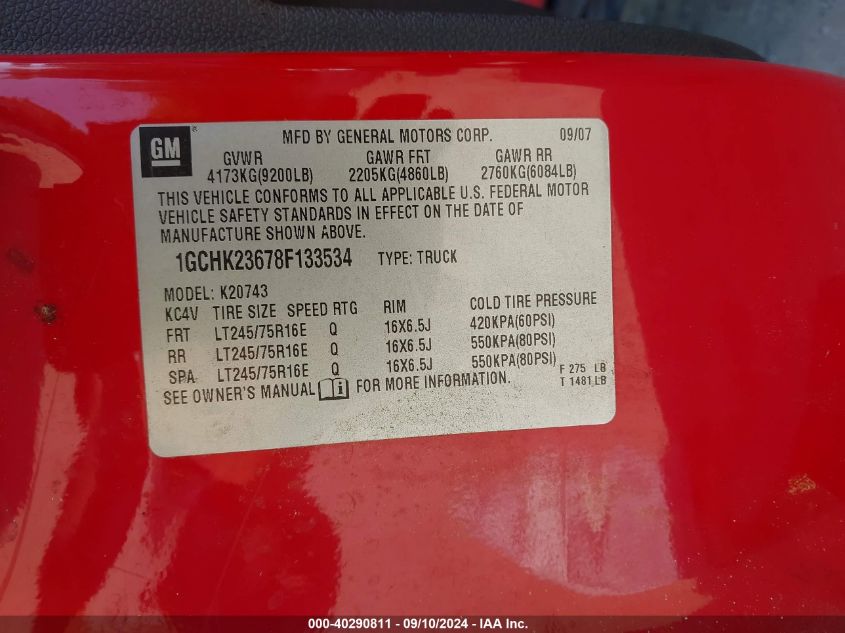 GM ® MFD BY GENERAL MOTORS CORP. 09/07
GVWR GAWR FRT GAWR RR
4173KG(9200LB) 2205KG(4860LB) 2760KG(6084LB)
THIS VEHICLE CONFORMS TO ALL APPLICABLE U.S. FEDERAL MOTOR
VEHICLE SAFETY STANDARDS IN EFFECT ON THE DATE OF
MANUFACTURE SHOWN ABOVE.
1GCHK23678F133534 TYPE: TRUCK
MODEL: K20743
KC4V TIRE SIZE SPEED RTG RIM COLD TIRE PRESSURE
FRT LT245/75R16E Q 16X6.5J 420KPA(60PSI)
RR LT245/75R16E Q 16X6.5J 550KPA(80PSI)
SPA LT245/75R16E Q 16X6.5J 550KPA(80PSI)
SEE OWNER'S MANUAL i FOR MORE INFORMATION.
F 275 LB
T 1481 LB
000-40290811 - 09/10/2024 - IAA Inc.